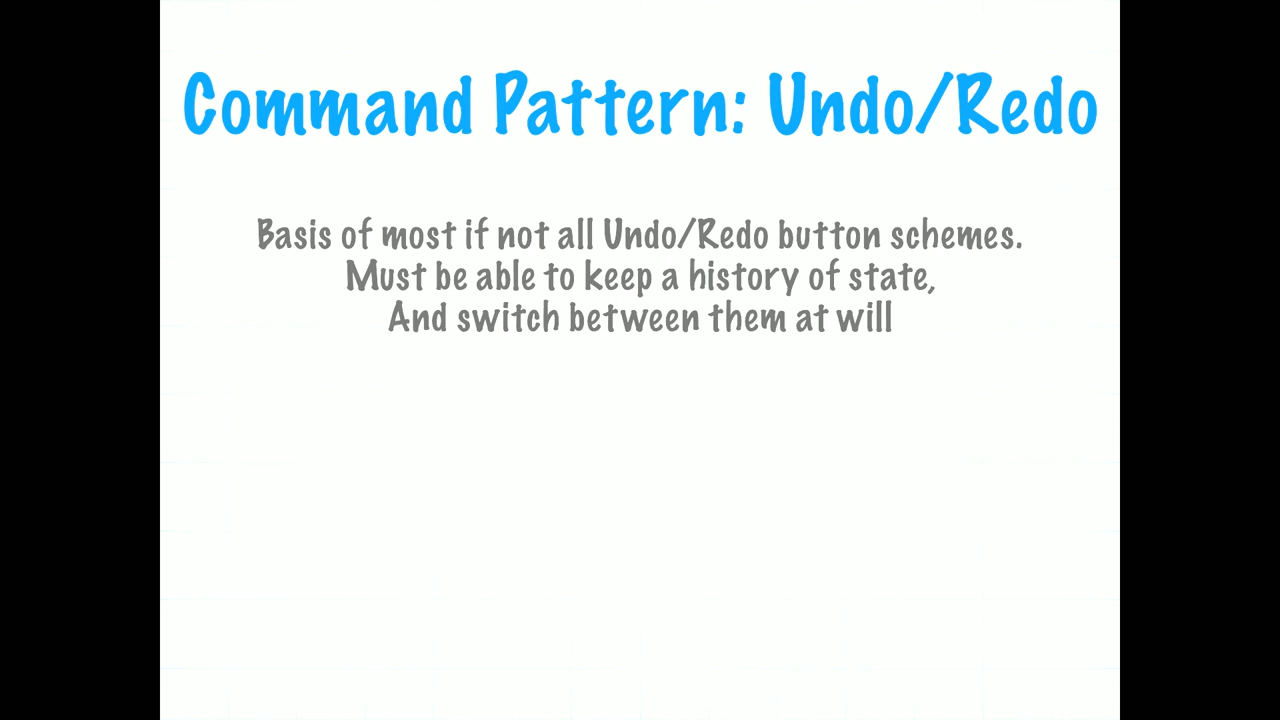 Command Pattern: Undo/Redo
Basis of most if not all Undo/Redo button schemes.
Must be able to keep a history of state,
And switch between them at will